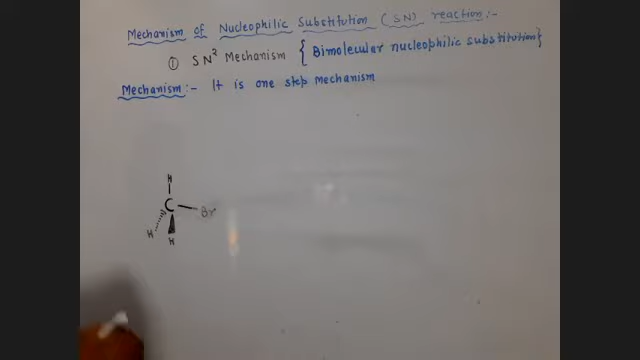 Mechanism of Nucleophilic Substitution (SN) reaction :-
① SN² Mechanism { Bimolecular nucleophilic substitution }
Mechanism :- It is one step mechanism
H
C Br
H
H